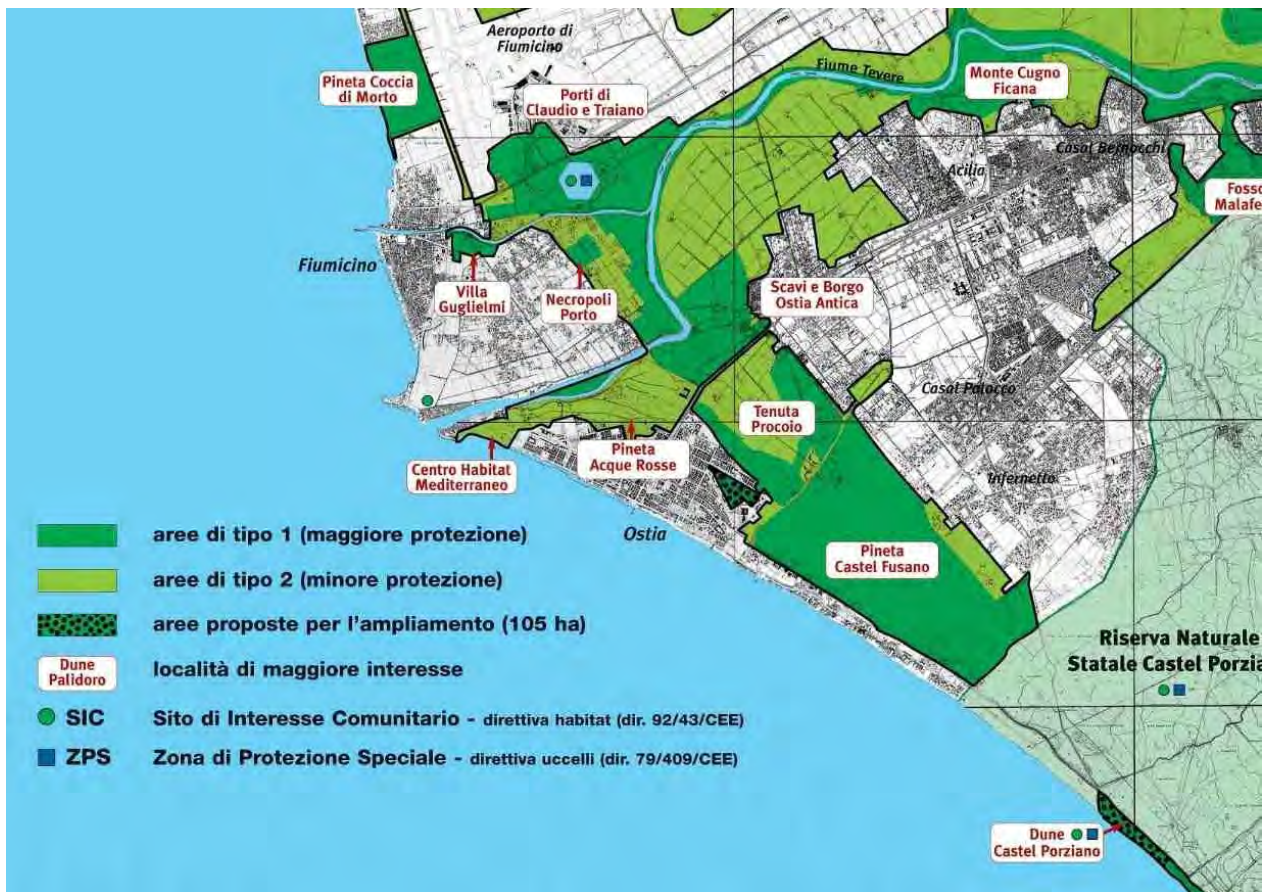 Aeroporto di
Fiumicino
Pineta Coccia
di Morto
Porti di
Claudio e Traiano
Fiume Tevere
Monte Cugno
Ficana
Casal Bernocchi
Acilia
Fosso
Malafe
Fiumicino
Villa
Guglielmi
Necropoli
Porto
Scavi e Borgo
Ostia Antica
Casal Palocco
Tenuta
Procoio
Centro Habitat
Mediterraneo
Pineta
Acque Rosse
Infernetto
Ostia
Pineta
Castel Fusano
aree di tipo 1 (maggiore protezione)
aree di tipo 2 (minore protezione)
aree proposte per l'ampliamento (105 ha)
Dune
Palidoro
località di maggiore interesse
SIC Sito di Interesse Comunitario - direttiva habitat (dir. 92/43/CEE)
ZPS Zona di Protezione Speciale - direttiva uccelli (dir. 79/409/CEE)
Riserva Naturale
Statale Castel Porzia
Dune
Castel Porziano